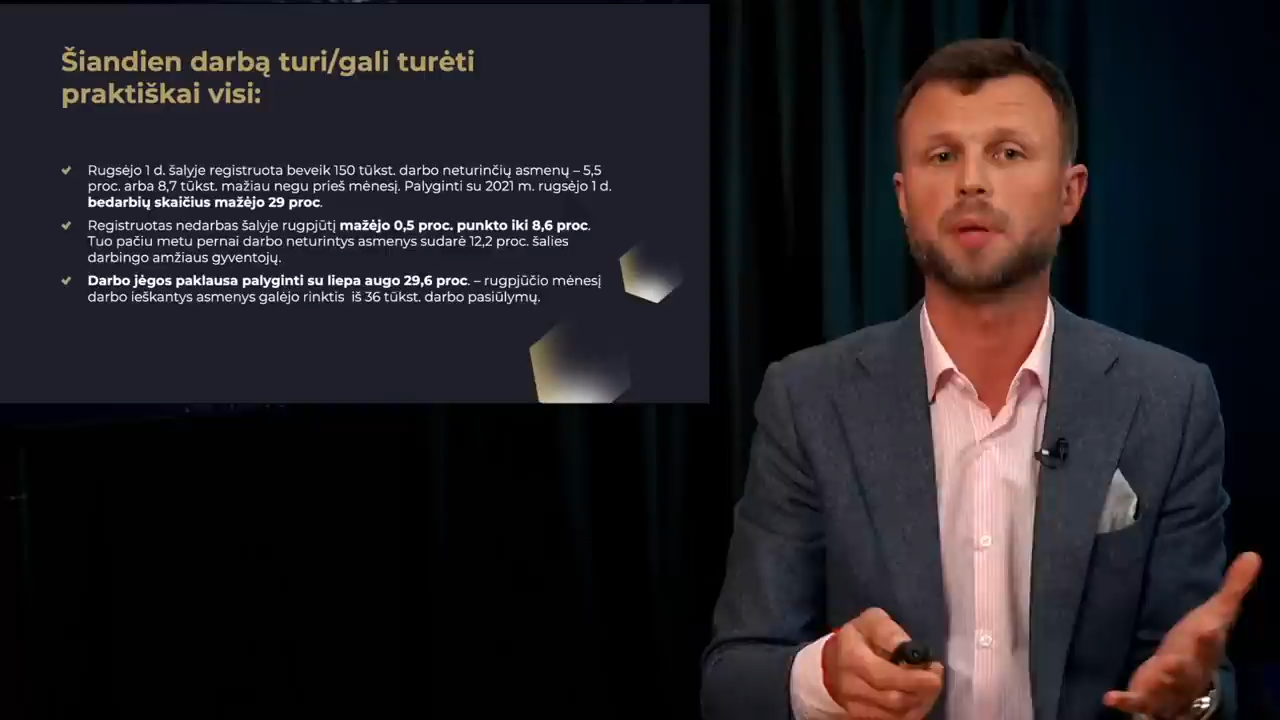 Šiandien darbą turi/gali turėti
praktiškai visi:
Rugsėjo 1 d. šalyje registruota beveik 150 tūkst. darbo neturinčių asmenų – 5,5
proc. arba 8,7 tūkst. mažiau negu prieš mėnesį. Palyginti su 2021 m. rugsėjo 1 d.
bedarbių skaičius mažėjo 29 proc.
Registruotas nedarbas šalyje rugpjūtį mažėjo 0,5 proc. punkto iki 8,6 proc.
Tuo pačiu metu pernai darbo neturintys asmenys sudarė 12,2 proc. šalies
darbingo amžiaus gyventojų.
Darbo jėgos paklausa palyginti su liepa augo 29,6 proc. – rugpjūčio mėnesį
darbo ieškantys asmenys galėjo rinktis iš 36 tūkst. darbo pasiūlymų.